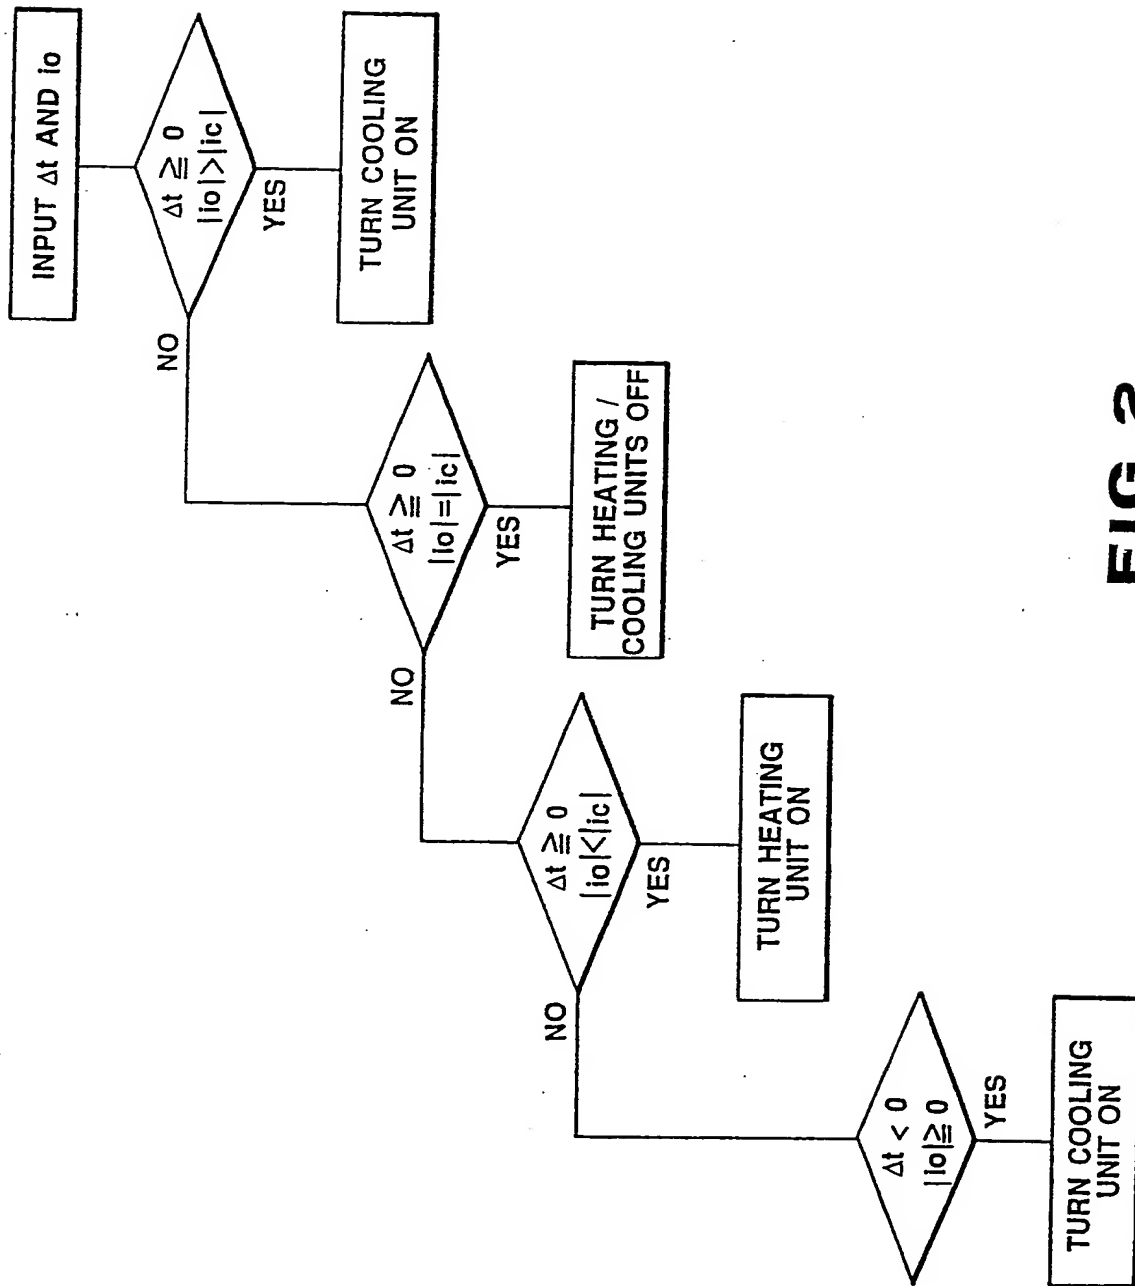 INPUT Δt AND io
Δt ≧ 0
|io|>|ic|
YES
TURN COOLING
UNIT ON
NO
Δt ≧ 0
|io|=|ic|
YES
TURN HEATING /
COOLING UNITS OFF
NO
Δt ≧ 0
|io|<|ic|
YES
TURN HEATING
UNIT ON
NO
Δt < 0
|io|≧0
YES
TURN COOLING
UNIT ON
FIG 2